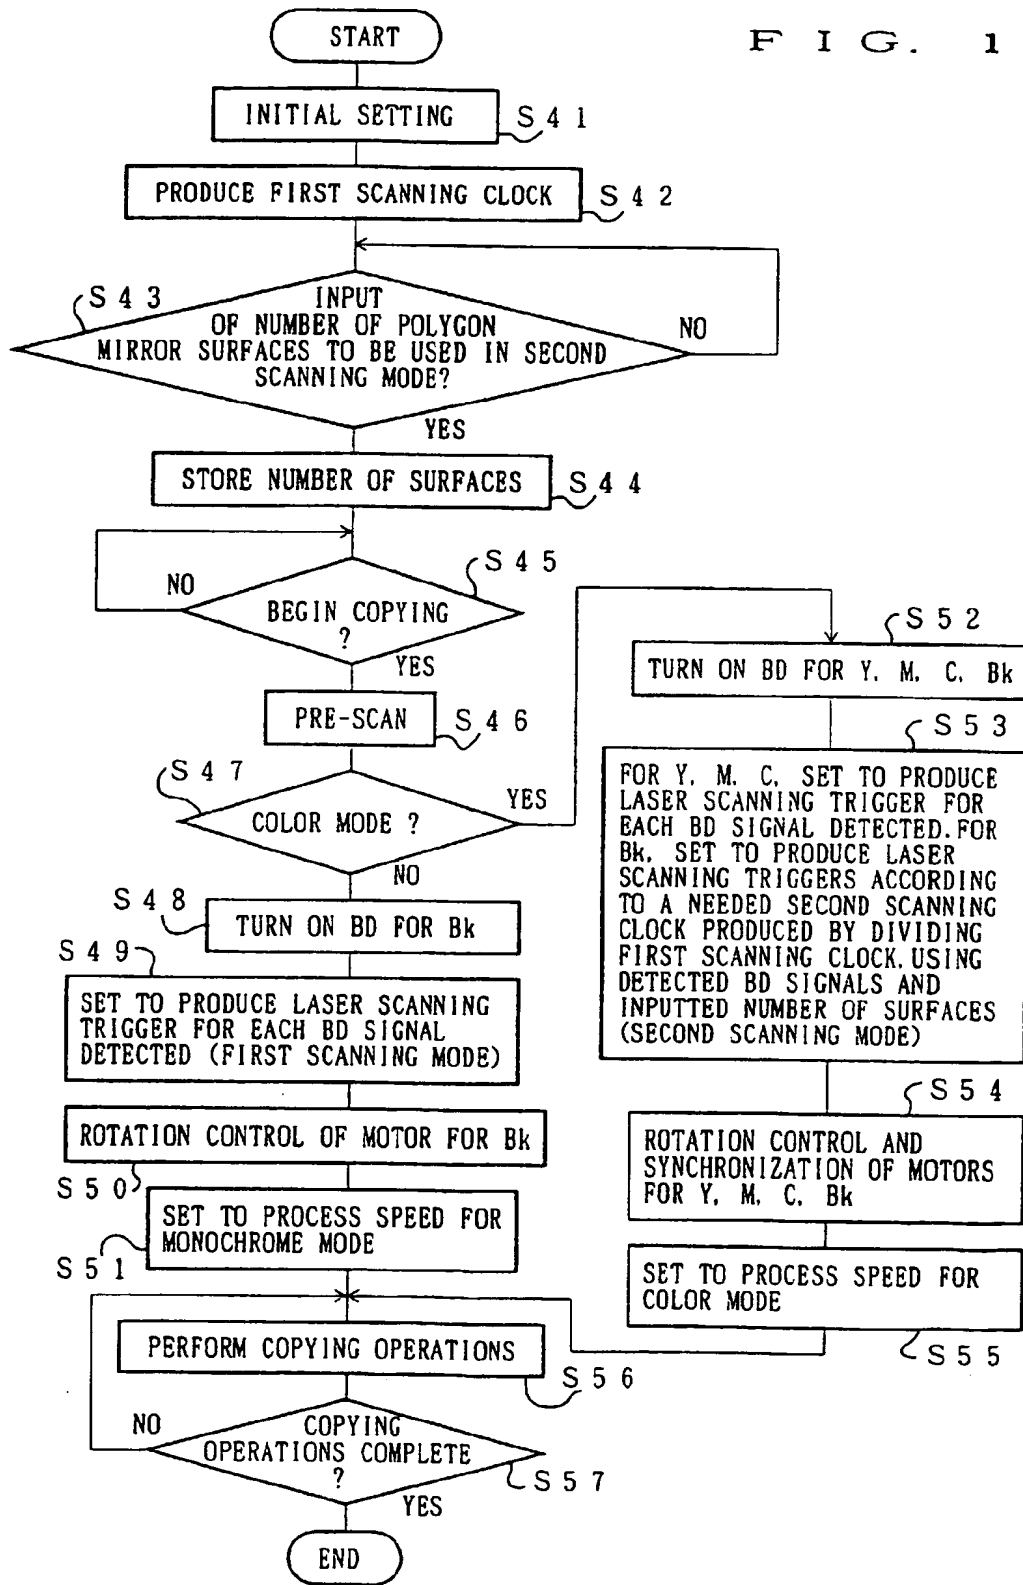 FIG. 1
START
INITIAL SETTING
S41
PRODUCE FIRST SCANNING CLOCK
S42
S43
INPUT
OF NUMBER OF POLYGON
MIRROR SURFACES TO BE USED IN SECOND
SCANNING MODE?
NO
YES
STORE NUMBER OF SURFACES
S44
S45
NO
BEGIN COPYING
?
YES
PRE-SCAN
S46
S47
COLOR MODE ?
YES
NO
S48
TURN ON BD FOR Bk
S49
SET TO PRODUCE LASER SCANNING
TRIGGER FOR EACH BD SIGNAL
DETECTED (FIRST SCANNING MODE)
ROTATION CONTROL OF MOTOR FOR Bk
S50
SET TO PROCESS SPEED FOR
MONOCHROME MODE
S51
S52
TURN ON BD FOR Y. M. C. Bk
S53
FOR Y. M. C. SET TO PRODUCE
LASER SCANNING TRIGGER FOR
EACH BD SIGNAL DETECTED. FOR
Bk. SET TO PRODUCE LASER
SCANNING TRIGGERS ACCORDING
TO A NEEDED SECOND SCANNING
CLOCK PRODUCED BY DIVIDING
FIRST SCANNING CLOCK. USING
DETECTED BD SIGNALS AND
INPUTTED NUMBER OF SURFACES
(SECOND SCANNING MODE)
S54
ROTATION CONTROL AND
SYNCHRONIZATION OF MOTORS
FOR Y. M. C. Bk
SET TO PROCESS SPEED FOR
COLOR MODE
S55
PERFORM COPYING OPERATIONS
S56
NO
COPYING
OPERATIONS COMPLETE
?
S57
YES
END